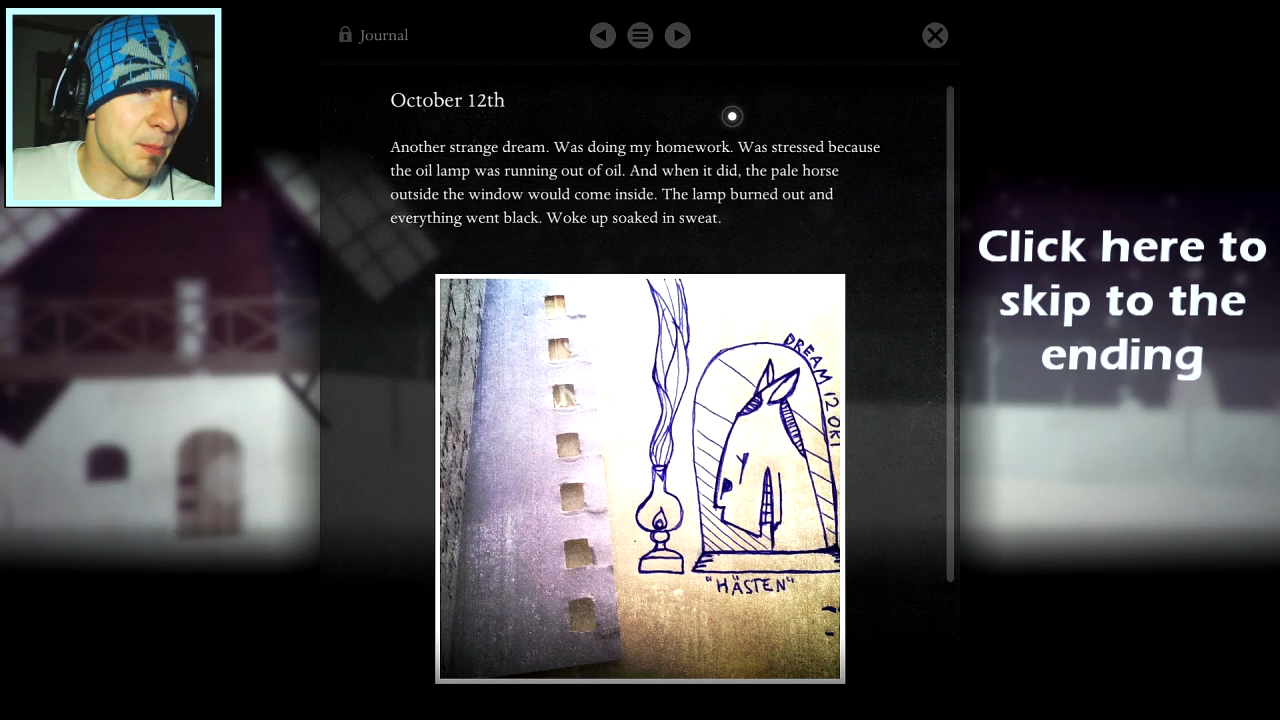 Journal
October 12th
Another strange dream. Was doing my homework. Was stressed because
the oil lamp was running out of oil. And when it did, the pale horse
outside the window would come inside. The lamp burned out and
everything went black. Woke up soaked in sweat.
DREAM 12 OKT
"HÄSTEN"
Click here to
skip to the
ending